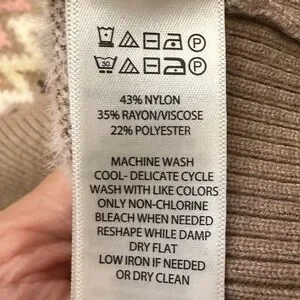 43% NYLON
35% RAYON/VISCOSE
22% POLYESTER
MACHINE WASH
COOL- DELICATE CYCLE
WASH WITH LIKE COLORS
ONLY NON-CHLORINE
BLEACH WHEN NEEDED
RESHAPE WHILE DAMP
DRY FLAT
LOW IRON IF NEEDED
OR DRY CLEAN